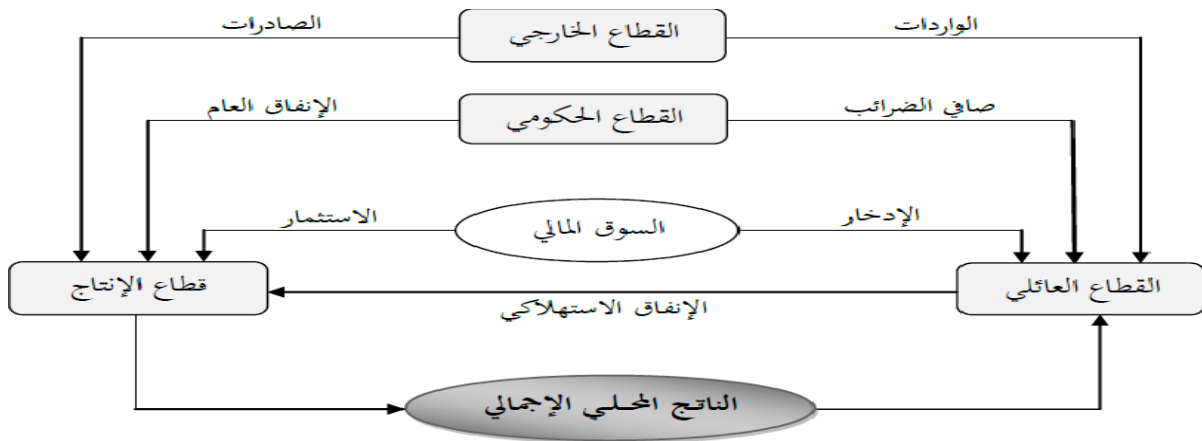 القطاع الخارجي
الصادرات
الواردات
القطاع الحكومي
الإنفاق العام
صافي الضرائب
السوق المالي
الاستثمار
الإدخار
القطاع العائلي
قطاع الإنتاج
الإنفاق الاستهلاكي
الناتج المحلي الإجمالي